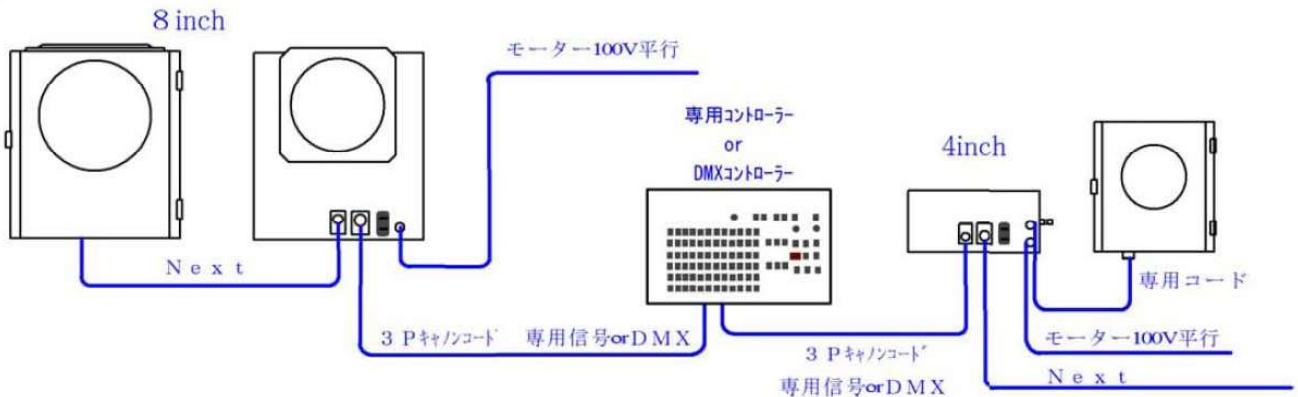 8 inch
モーター100V平行
専用コントローラー
or
DMXコントローラー
4inch
Next
専用コード
3Pキャノンコード 専用信号orDMX
モーター100V平行
3Pキャノンコード
専用信号orDMX
Next